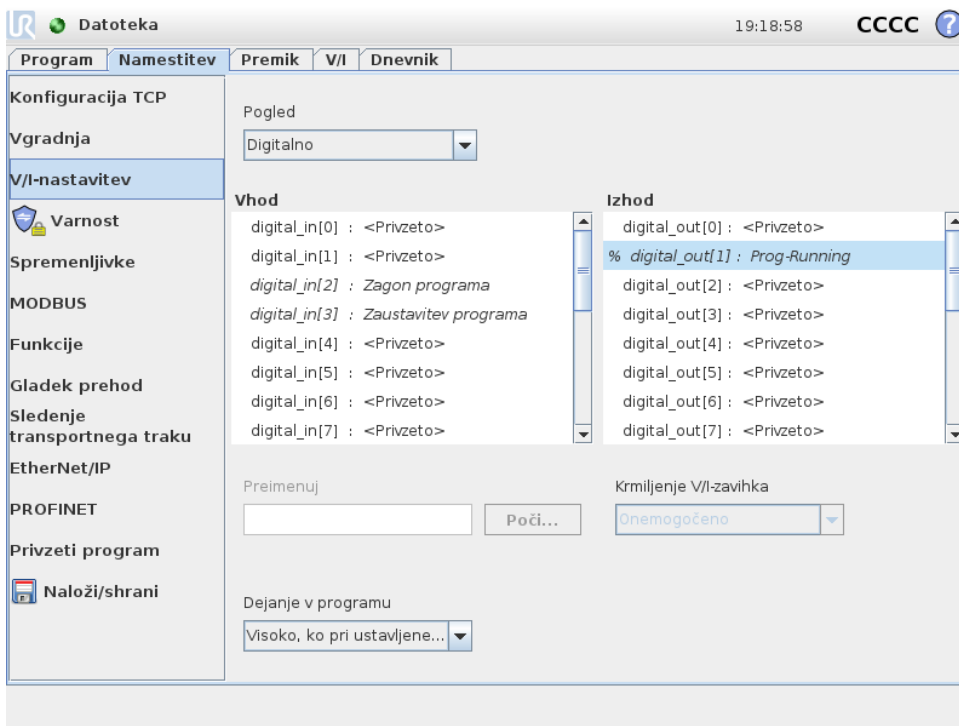 UR Datoteka 19:18:58 CCCC ?
Program Namestitev Premik V/I Dnevnik
Konfiguracija TCP
Vgradnja
V/I-nastavitev
Varnost
Spremenljivke
MODBUS
Funkcije
Gladek prehod
Sledenje
transportnega traku
EtherNet/IP
PROFINET
Privzeti program
Naloži/shrani
Pogled
Digitalno
Vhod
digital_in[0] : <Privzeto>
digital_in[1] : <Privzeto>
digital_in[2] : Zagon programa
digital_in[3] : Zaustavitev programa
digital_in[4] : <Privzeto>
digital_in[5] : <Privzeto>
digital_in[6] : <Privzeto>
digital_in[7] : <Privzeto>
Izhod
digital_out[0] : <Privzeto>
% digital_out[1] : Prog-Running
digital_out[2] : <Privzeto>
digital_out[3] : <Privzeto>
digital_out[4] : <Privzeto>
digital_out[5] : <Privzeto>
digital_out[6] : <Privzeto>
digital_out[7] : <Privzeto>
Preimenuj
Poči...
Krmiljenje V/I-zavihka
Onemogočeno
Dejanje v programu
Visoko, ko pri ustavljene...